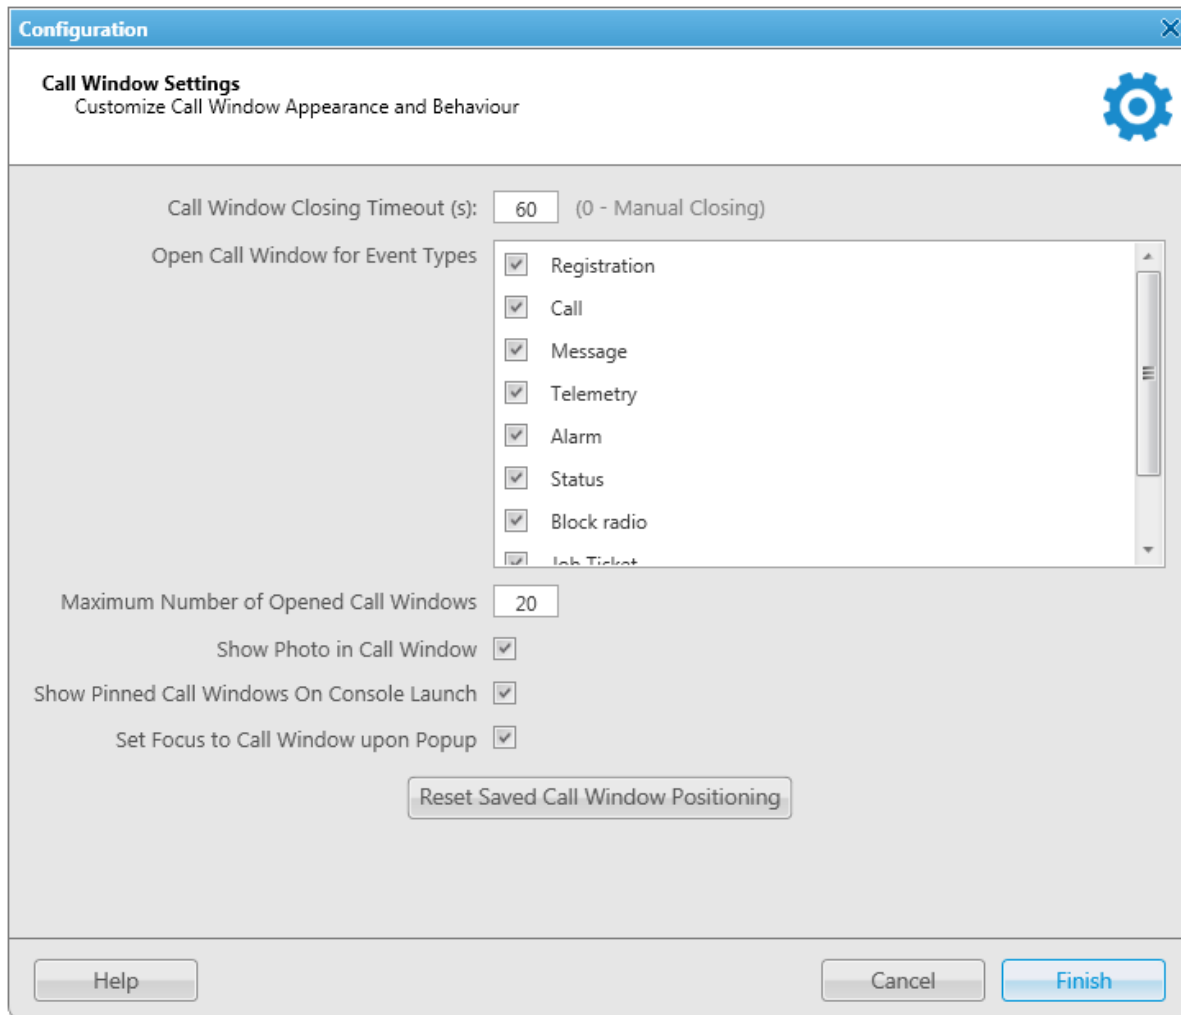 Configuration
Call Window Settings
Customize Call Window Appearance and Behaviour
Call Window Closing Timeout (s): 60 (0 - Manual Closing)
Open Call Window for Event Types
Registration
Call
Message
Telemetry
Alarm
Status
Block radio
Job Ticket
Maximum Number of Opened Call Windows 20
Show Photo in Call Window
Show Pinned Call Windows On Console Launch
Set Focus to Call Window upon Popup
Reset Saved Call Window Positioning
Help Cancel Finish